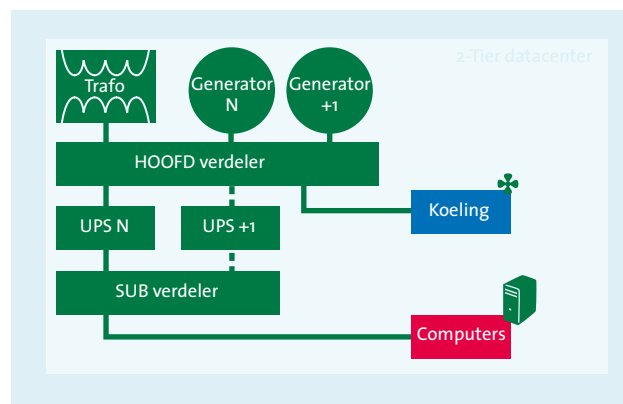 2-Tier datacenter
Trafo
Generator
N
Generator
+1
HOOFD verdeler
Koeling
UPS N
UPS +1
SUB verdeler
Computers